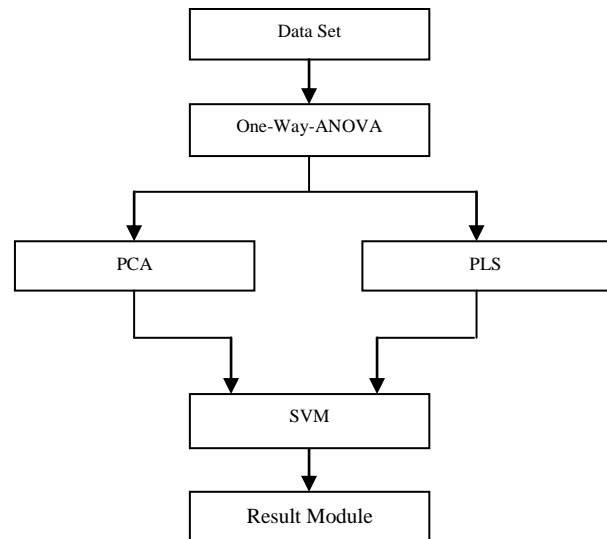 Data Set
One-Way-ANOVA
PCA
PLS
SVM
Result Module